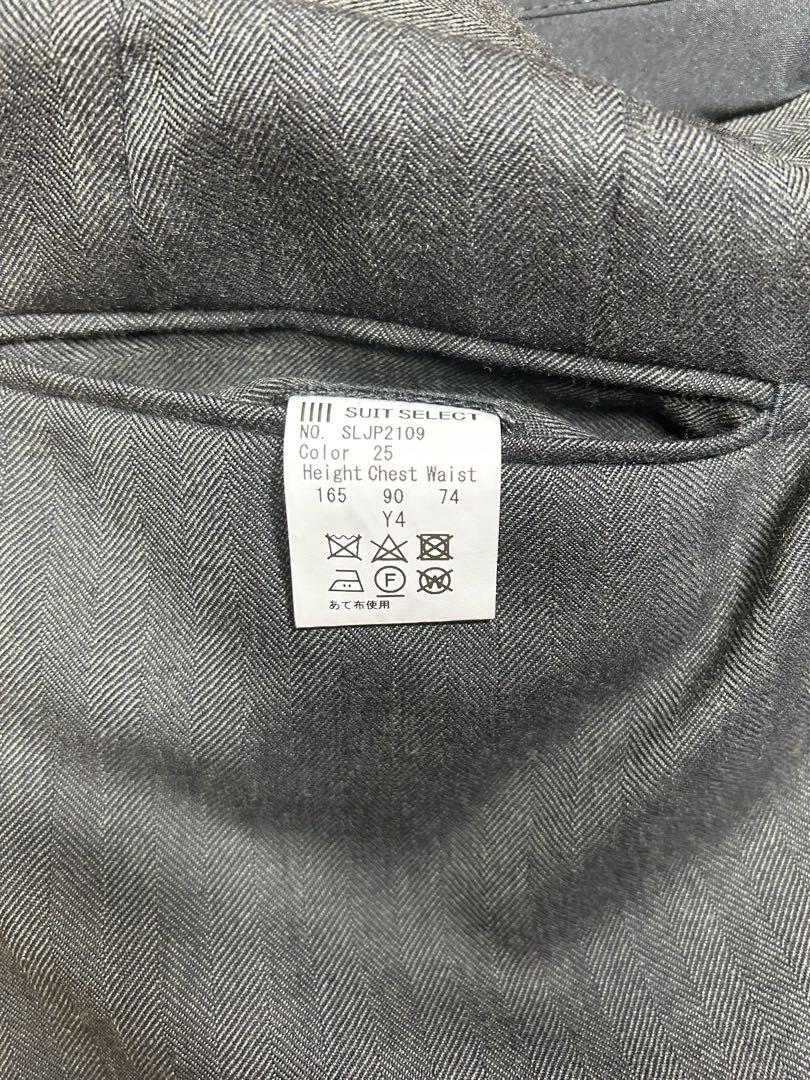 SUIT SELECT
NO. SLJP2109
Color 25
Height Chest Waist
165 90 74
Y4
F W
あて布使用